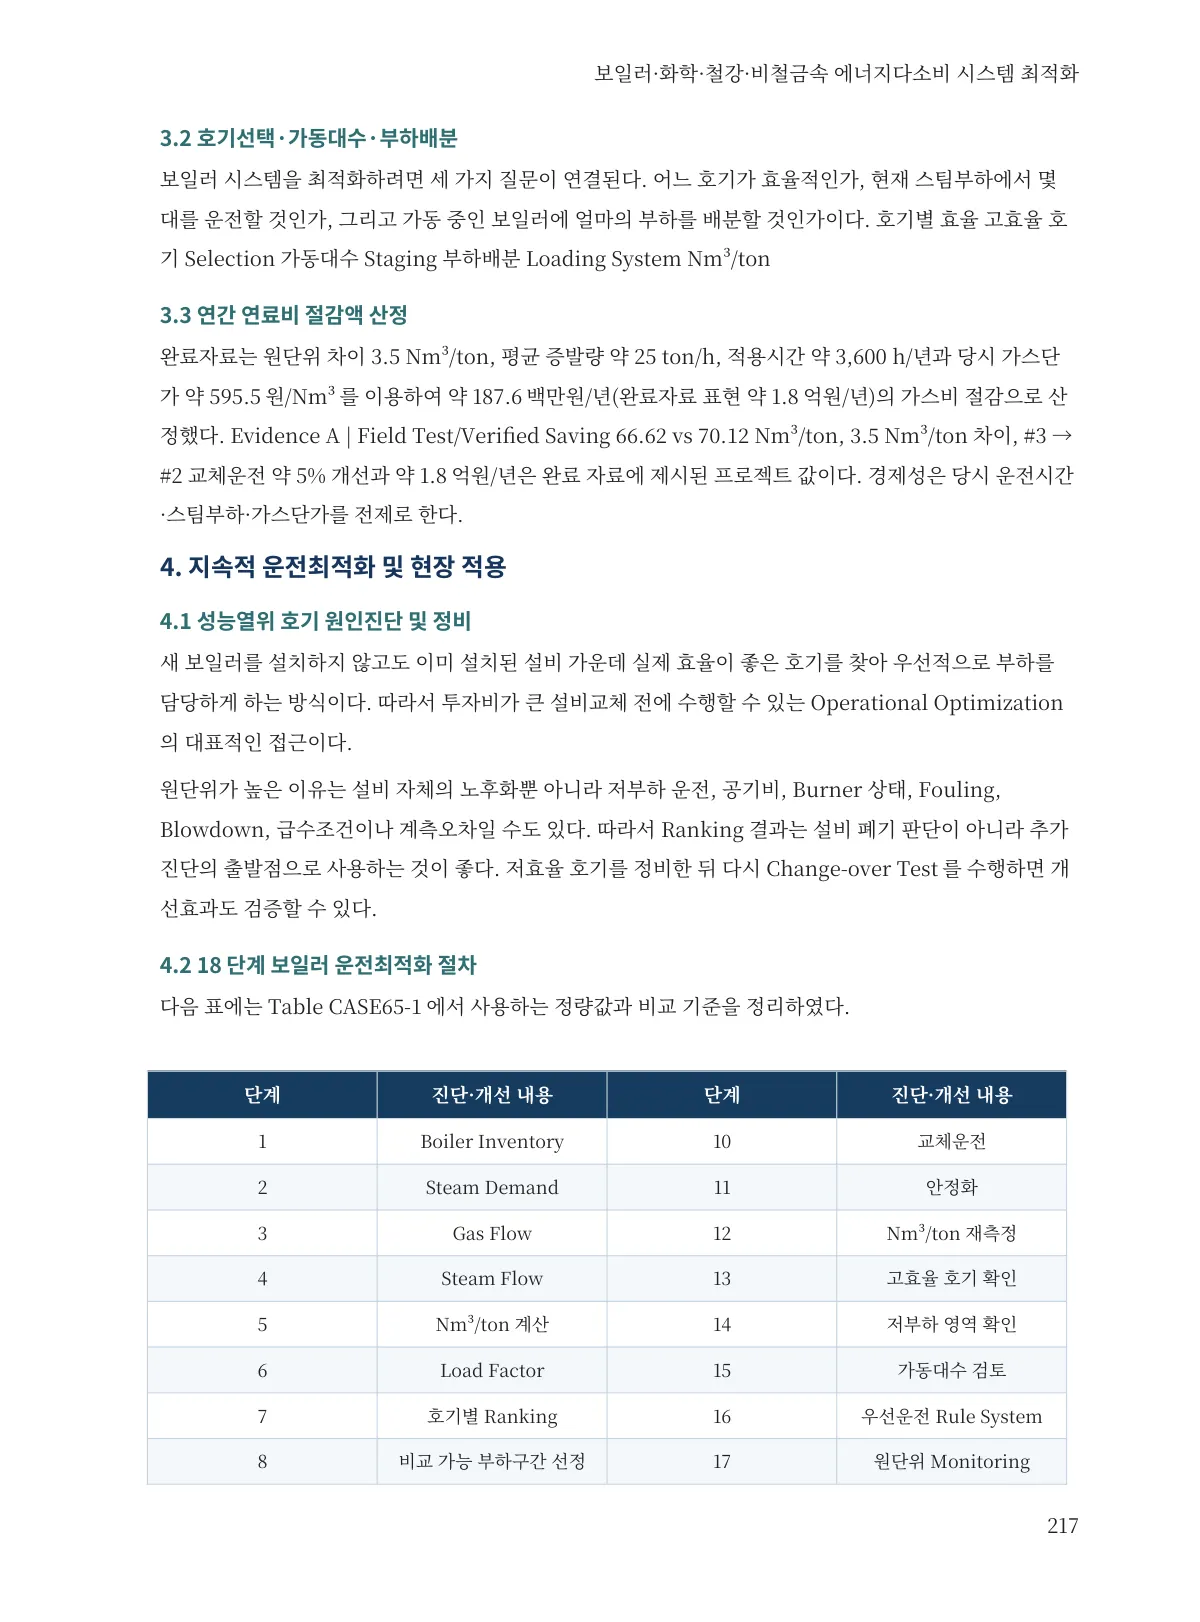 보일러·화학·철강·비철금속 에너지다소비 시스템 최적화
3.2 호기선택·가동대수·부하배분
보일러 시스템을 최적화하려면 세 가지 질문이 연결된다. 어느 호기가 효율적인가, 현재 스팀부하에서 몇
대를 운전할 것인가, 그리고 가동 중인 보일러에 얼마의 부하를 배분할 것인가이다. 호기별 효율 고효율 호
기 Selection 가동대수 Staging 부하배분 Loading System Nm³/ton
3.3 연간 연료비 절감액 산정
완료자료는 원단위 차이 3.5 Nm³/ton, 평균 증발량 약 25 ton/h, 적용시간 약 3,600 h/년과 당시 가스단
가 약 595.5 원/Nm³ 를 이용하여 약 187.6 백만원/년(완료자료 표현 약 1.8 억원/년)의 가스비 절감으로 산
정했다. Evidence A | Field Test/Verified Saving 66.62 vs 70.12 Nm³/ton, 3.5 Nm³/ton 차이, #3 →
#2 교체운전 약 5% 개선과 약 1.8 억원/년은 완료 자료에 제시된 프로젝트 값이다. 경제성은 당시 운전시간
·스팀부하·가스단가를 전제로 한다.
4. 지속적 운전최적화 및 현장 적용
4.1 성능열위 호기 원인진단 및 정비
새 보일러를 설치하지 않고도 이미 설치된 설비 가운데 실제 효율이 좋은 호기를 찾아 우선적으로 부하를
담당하게 하는 방식이다. 따라서 투자비가 큰 설비교체 전에 수행할 수 있는 Operational Optimization
의 대표적인 접근이다.
원단위가 높은 이유는 설비 자체의 노후화뿐 아니라 저부하 운전, 공기비, Burner 상태, Fouling,
Blowdown, 급수조건이나 계측오차일 수도 있다. 따라서 Ranking 결과는 설비 폐기 판단이 아니라 추가
진단의 출발점으로 사용하는 것이 좋다. 저효율 호기를 정비한 뒤 다시 Change-over Test 를 수행하면 개
선효과도 검증할 수 있다.
4.2 18 단계 보일러 운전최적화 절차
다음 표에는 Table CASE65-1 에서 사용하는 정량값과 비교 기준을 정리하였다.
단계 진단·개선 내용 단계 진단·개선 내용
1 Boiler Inventory 10 교체운전
2 Steam Demand 11 안정화
3 Gas Flow 12 Nm³/ton 재측정
4 Steam Flow 13 고효율 호기 확인
5 Nm³/ton 계산 14 저부하 영역 확인
6 Load Factor 15 가동대수 검토
7 호기별 Ranking 16 우선운전 Rule System
8 비교 가능 부하구간 선정 17 원단위 Monitoring
217